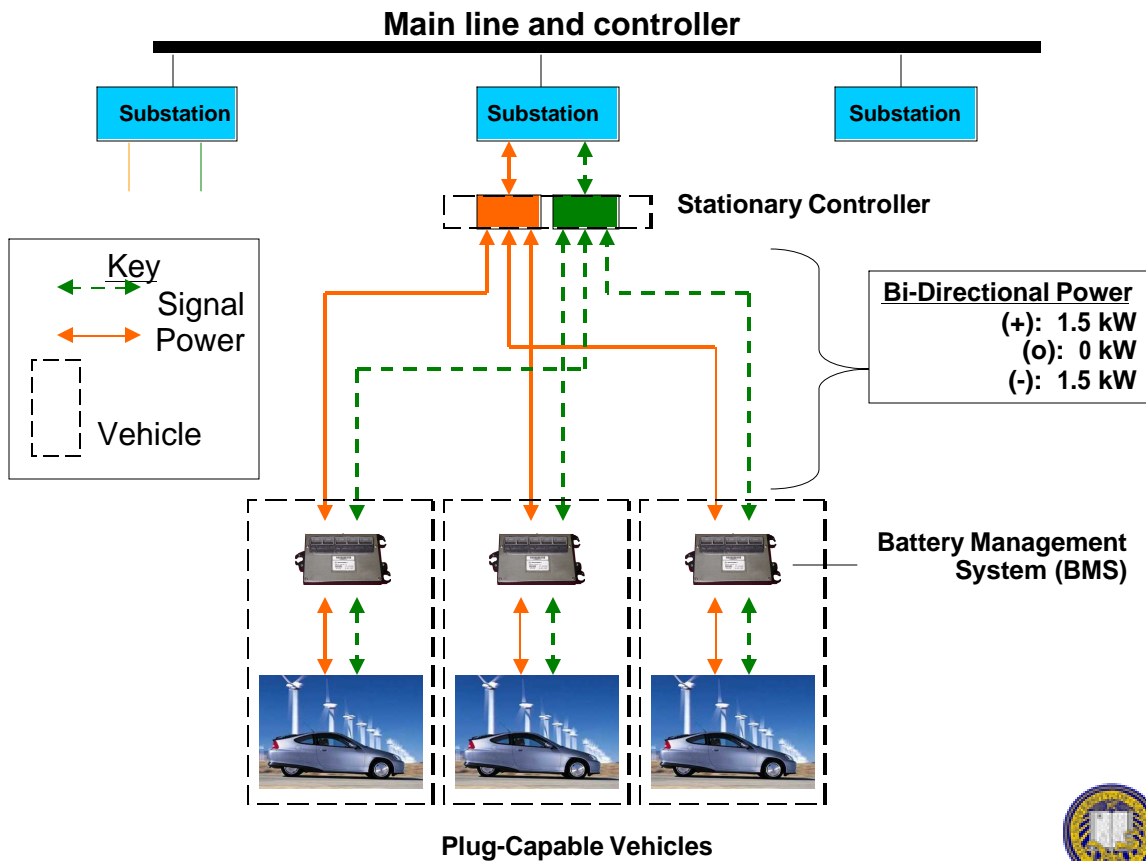 Main line and controller
Substation
Substation
Substation
Stationary Controller
Key
Signal
Power
Vehicle
Bi-Directional Power
(+): 1.5 kW
(o): 0 kW
(-): 1.5 kW
Battery Management
System (BMS)
Plug-Capable Vehicles